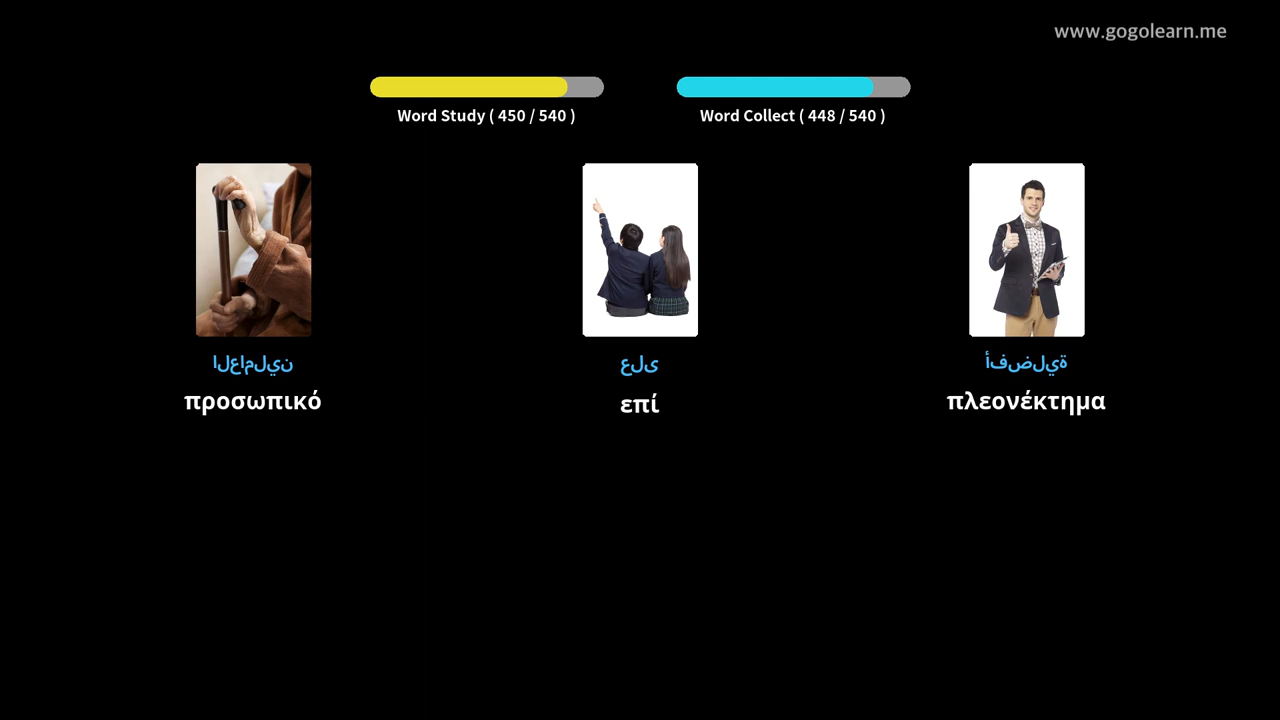 www.gogolearn.me
Word Study ( 450 / 540 )
Word Collect ( 448 / 540 )
العاملين
على
أفضلية
προσωπικό
επί
πλεονέκτημα